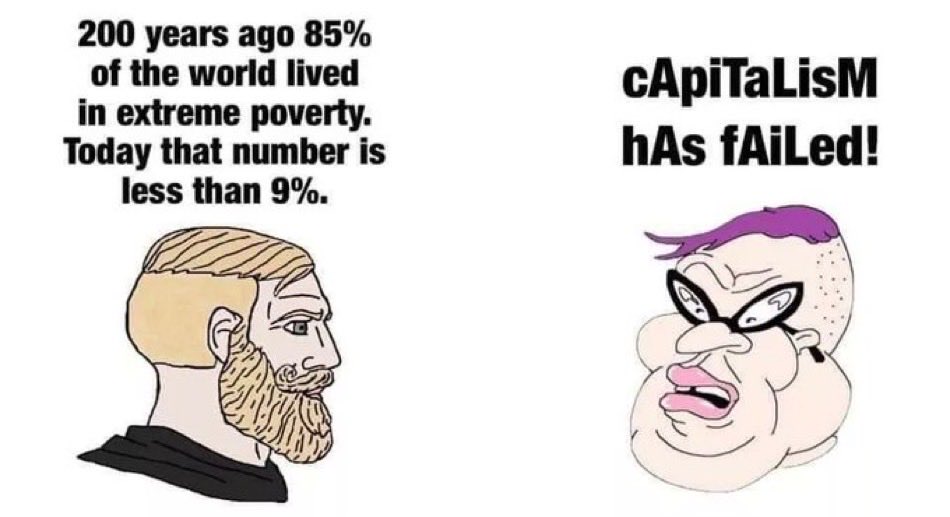 200 years ago 85%
of the world lived
in extreme poverty.
Today that number is
less than 9%.
cApiTaLisM
hAs fAiLed!